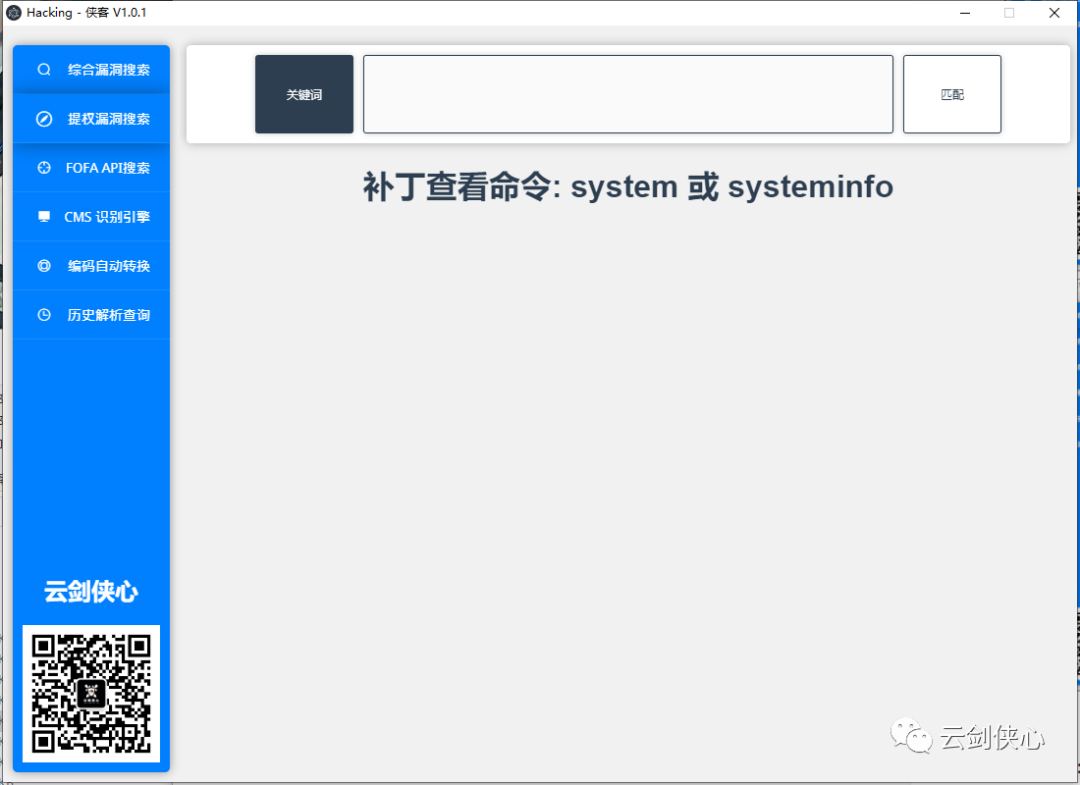 Hacking - 侠客 V1.0.1
综合漏洞搜索
提权漏洞搜索
FOFA API搜索
CMS 识别引擎
编码自动转换
历史解析查询
云剑侠心
关键词
匹配
补丁查看命令: system 或 systeminfo
云剑侠心